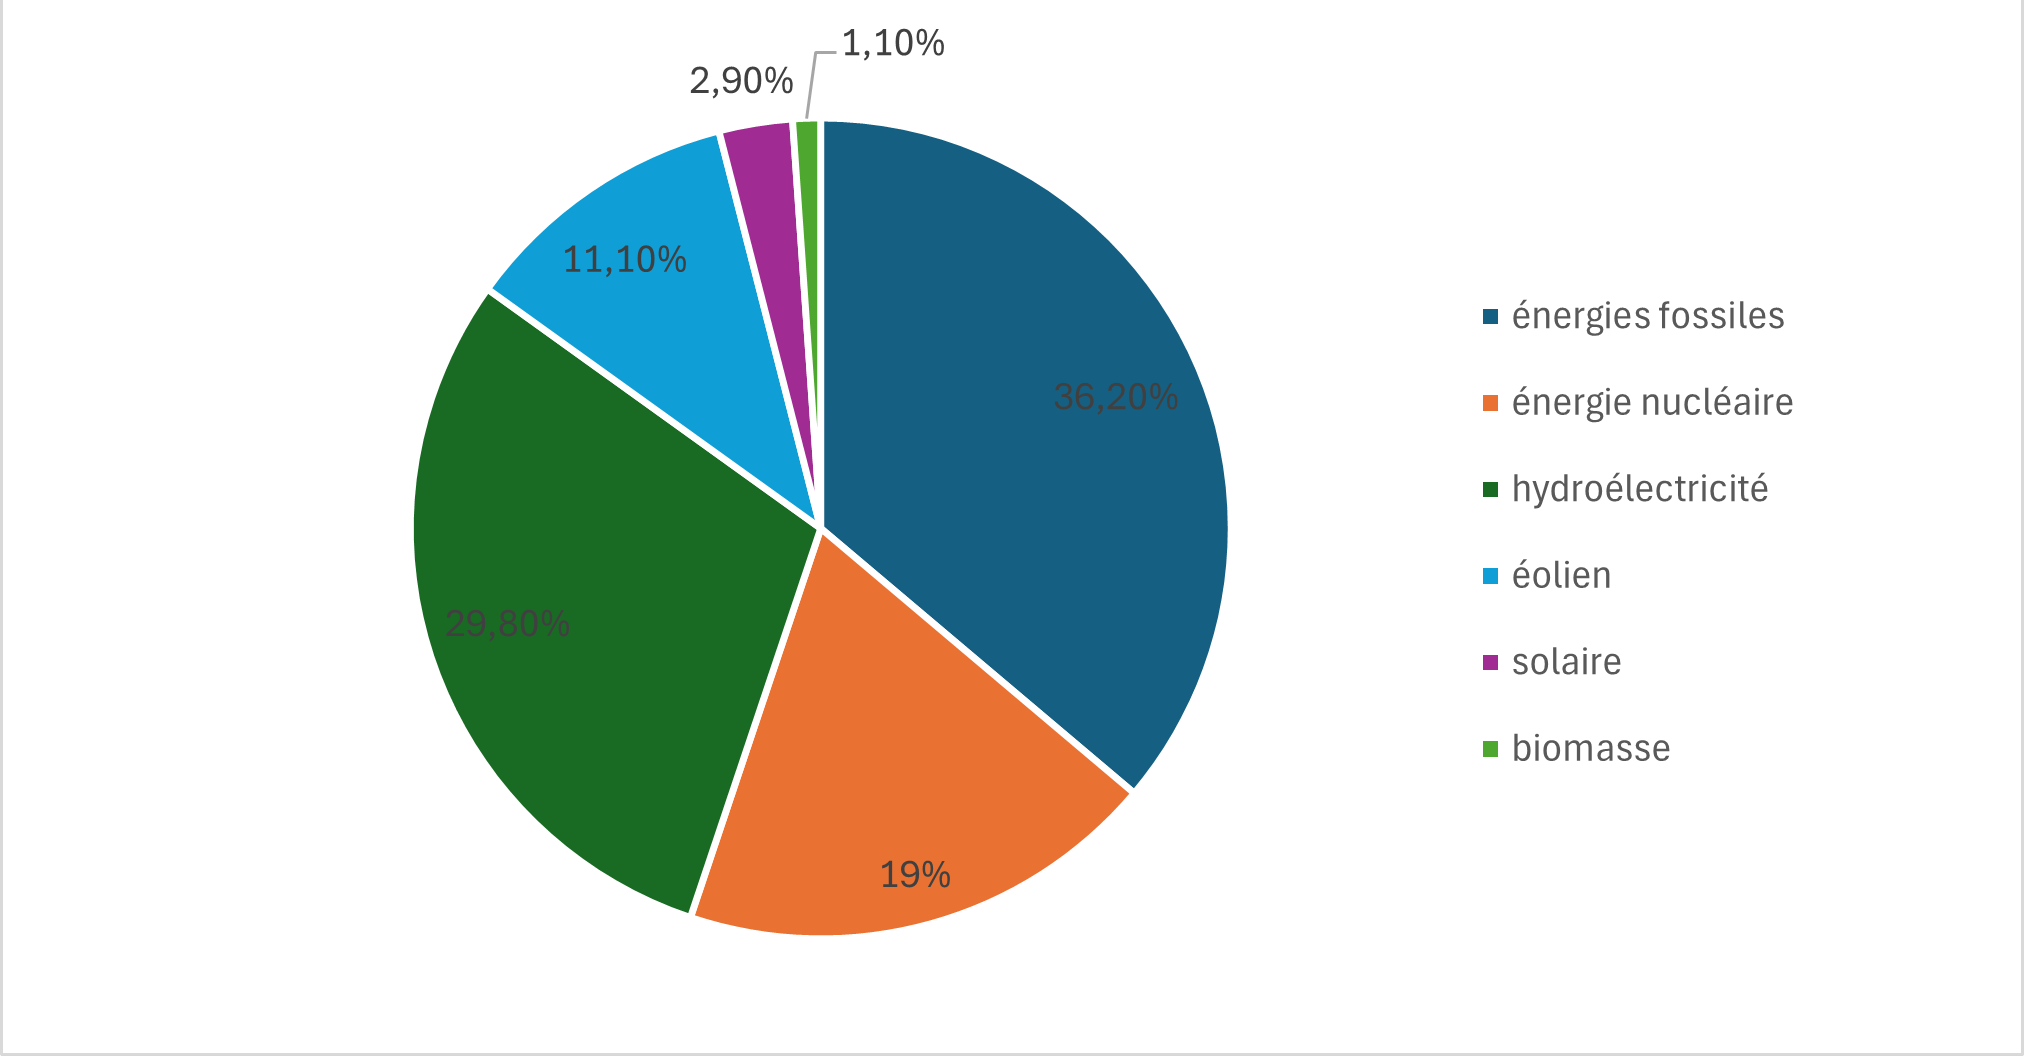 1,10%
2,90%
11,10%
36,20%
29,80%
19%
énergies fossiles
énergie nucléaire
hydroélectricité
éolien
solaire
biomasse